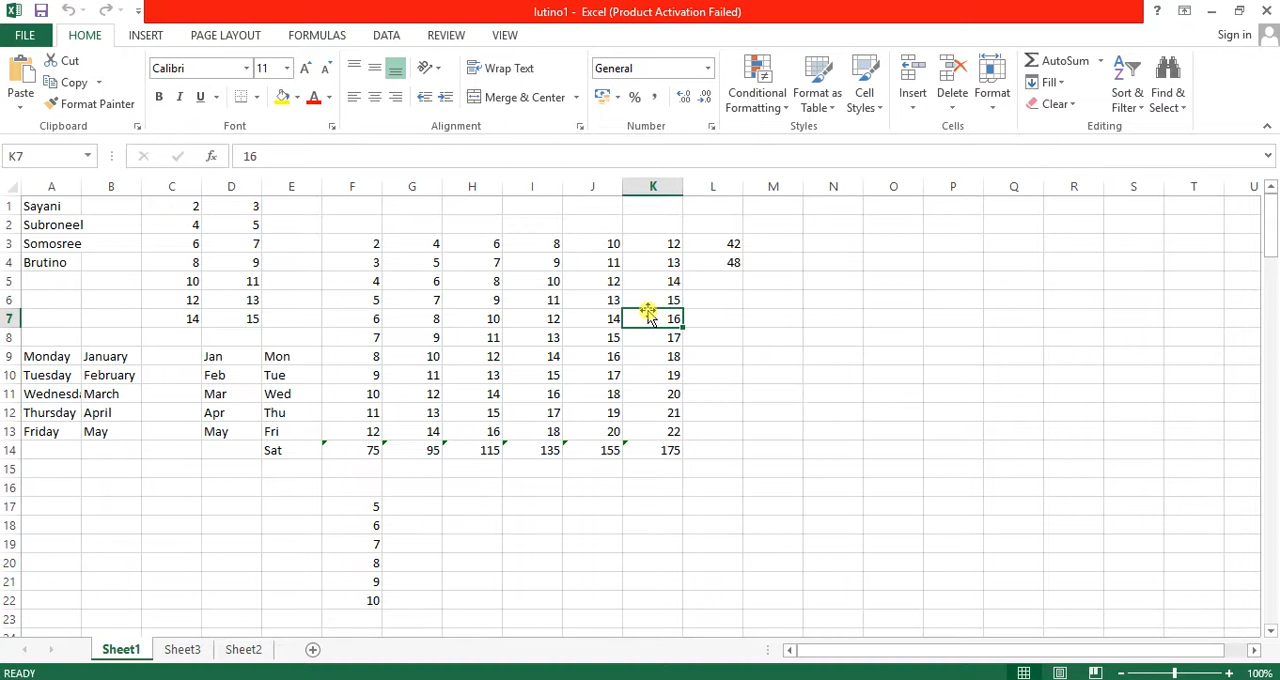 lutino1 - Excel (Product Activation Failed)
?
FILE HOME INSERT PAGE LAYOUT FORMULAS DATA REVIEW VIEW Sign in
Cut
Copy
Format Painter
Paste
Clipboard
Calibri 11
B I U
Font
Wrap Text
Merge & Center
Alignment
General
%
Number
Conditional Formatting
Format as Table
Cell Styles
Styles
Insert Delete Format
Cells
AutoSum
Fill
Clear
Sort & Filter
Find & Select
Editing
K7 fx 16
A B C D E F G H I J K L M N O P Q R S T U
1 Sayani 2 3
2 Subroneel 4 5
3 Somosree 6 7 2 4 6 8 10 12 42
4 Brutino 8 9 3 5 7 9 11 13 48
5 10 11 4 6 8 10 12 14
6 12 13 5 7 9 11 13 15
7 14 15 6 8 10 12 14 16
8 7 9 11 13 15 17
9 Monday January Jan Mon 8 10 12 14 16 18
10 Tuesday February Feb Tue 9 11 13 15 17 19
11 Wednesda March Mar Wed 10 12 14 16 18 20
12 Thursday April Apr Thu 11 13 15 17 19 21
13 Friday May May Fri 12 14 16 18 20 22
14 Sat 75 95 115 135 155 175
15
16
17 5
18 6
19 7
20 8
21 9
22 10
23
Sheet1 Sheet3 Sheet2
READY 100%